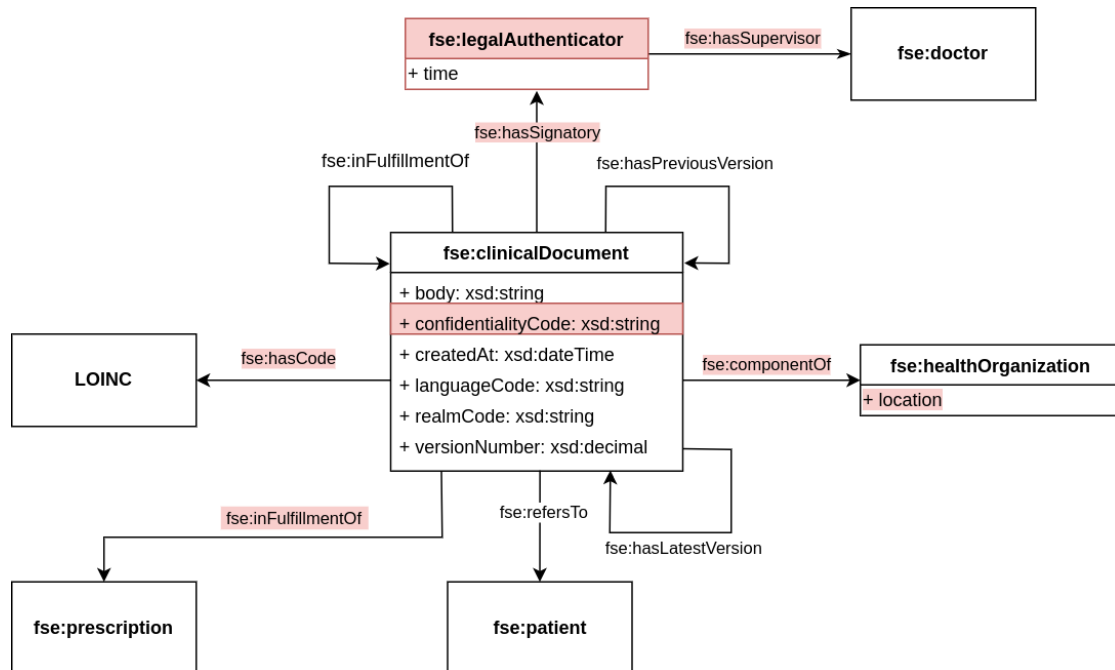 fse:legalAuthenticator
+ time
fse:hasSupervisor
fse:doctor
fse:hasSignatory
fse:inFulfillmentOf
fse:hasPreviousVersion
fse:clinicalDocument
+ body: xsd:string
+ confidentialityCode: xsd:string
+ createdAt: xsd:dateTime
+ languageCode: xsd:string
+ realmCode: xsd:string
+ versionNumber: xsd:decimal
fse:hasCode
LOINC
fse:componentOf
fse:healthOrganization
+ location
fse:inFulfillmentOf
fse:refersTo
fse:hasLatestVersion
fse:prescription
fse:patient